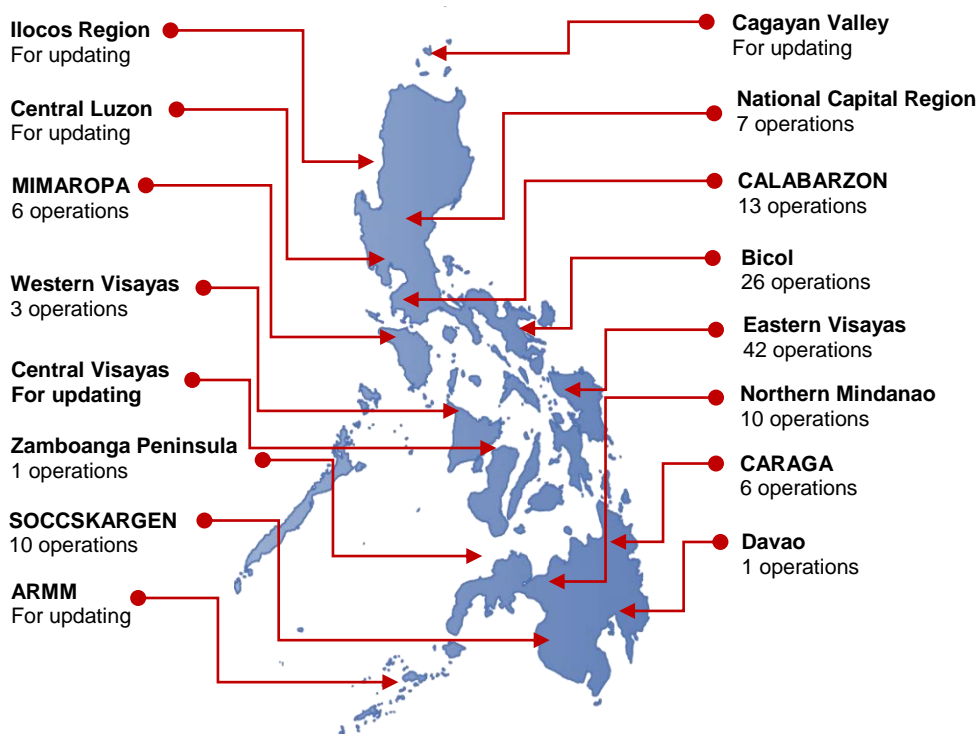 Ilocos Region
For updating
Central Luzon
For updating
MIMAROPA
6 operations
Western Visayas
3 operations
Central Visayas
For updating
Zamboanga Peninsula
1 operations
SOCCSKARGEN
10 operations
ARMM
For updating
Cagayan Valley
For updating
National Capital Region
7 operations
CALABARZON
13 operations
Bicol
26 operations
Eastern Visayas
42 operations
Northern Mindanao
10 operations
CARAGA
6 operations
Davao
1 operations